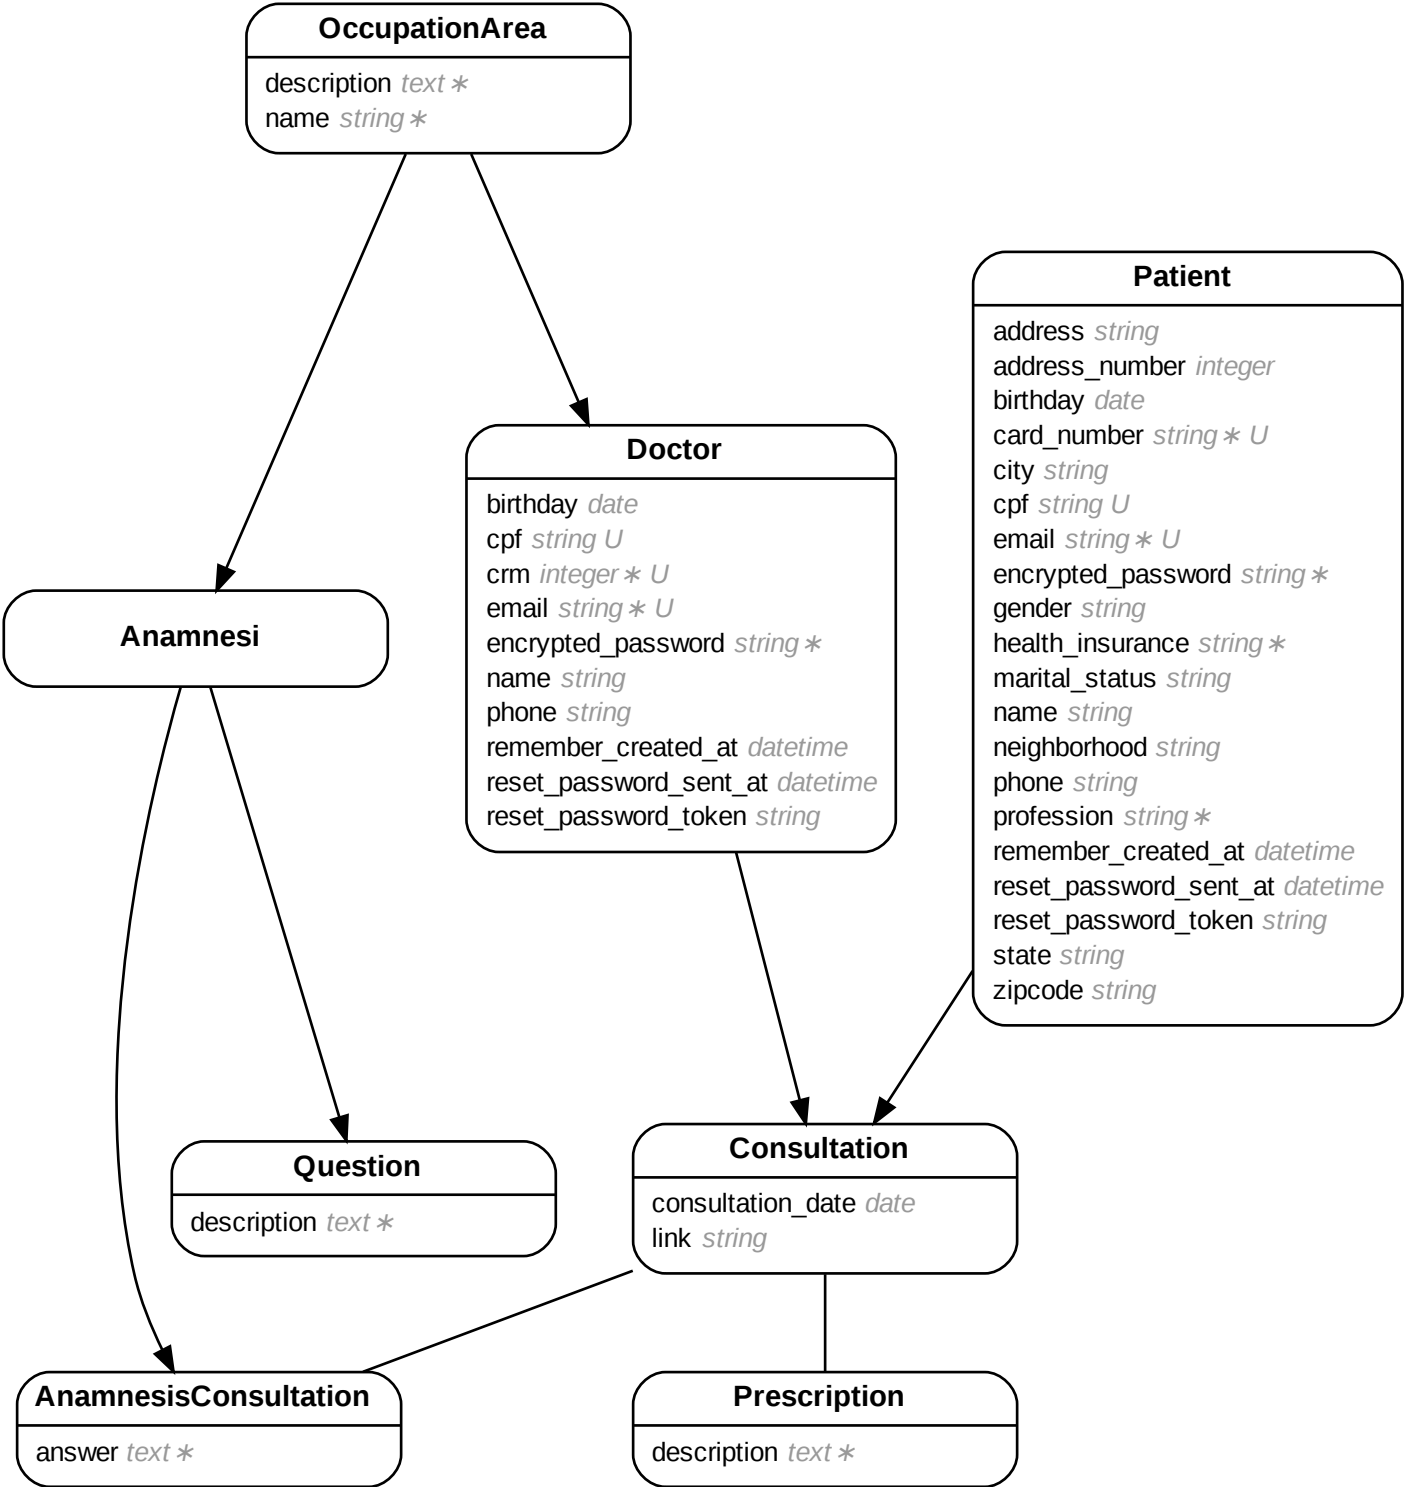 OccupationArea
description text ∗
name string ∗
Patient
address string
address_number integer
birthday date
card_number string ∗ U
city string
cpf string U
email string ∗ U
encrypted_password string ∗
gender string
health_insurance string ∗
marital_status string
name string
neighborhood string
phone string
profession string ∗
remember_created_at datetime
reset_password_sent_at datetime
reset_password_token string
state string
zipcode string
Doctor
birthday date
cpf string U
crm integer ∗ U
email string ∗ U
encrypted_password string ∗
name string
phone string
remember_created_at datetime
reset_password_sent_at datetime
reset_password_token string
Anamnesi
Question
description text ∗
Consultation
consultation_date date
link string
AnamnesisConsultation
answer text ∗
Prescription
description text ∗